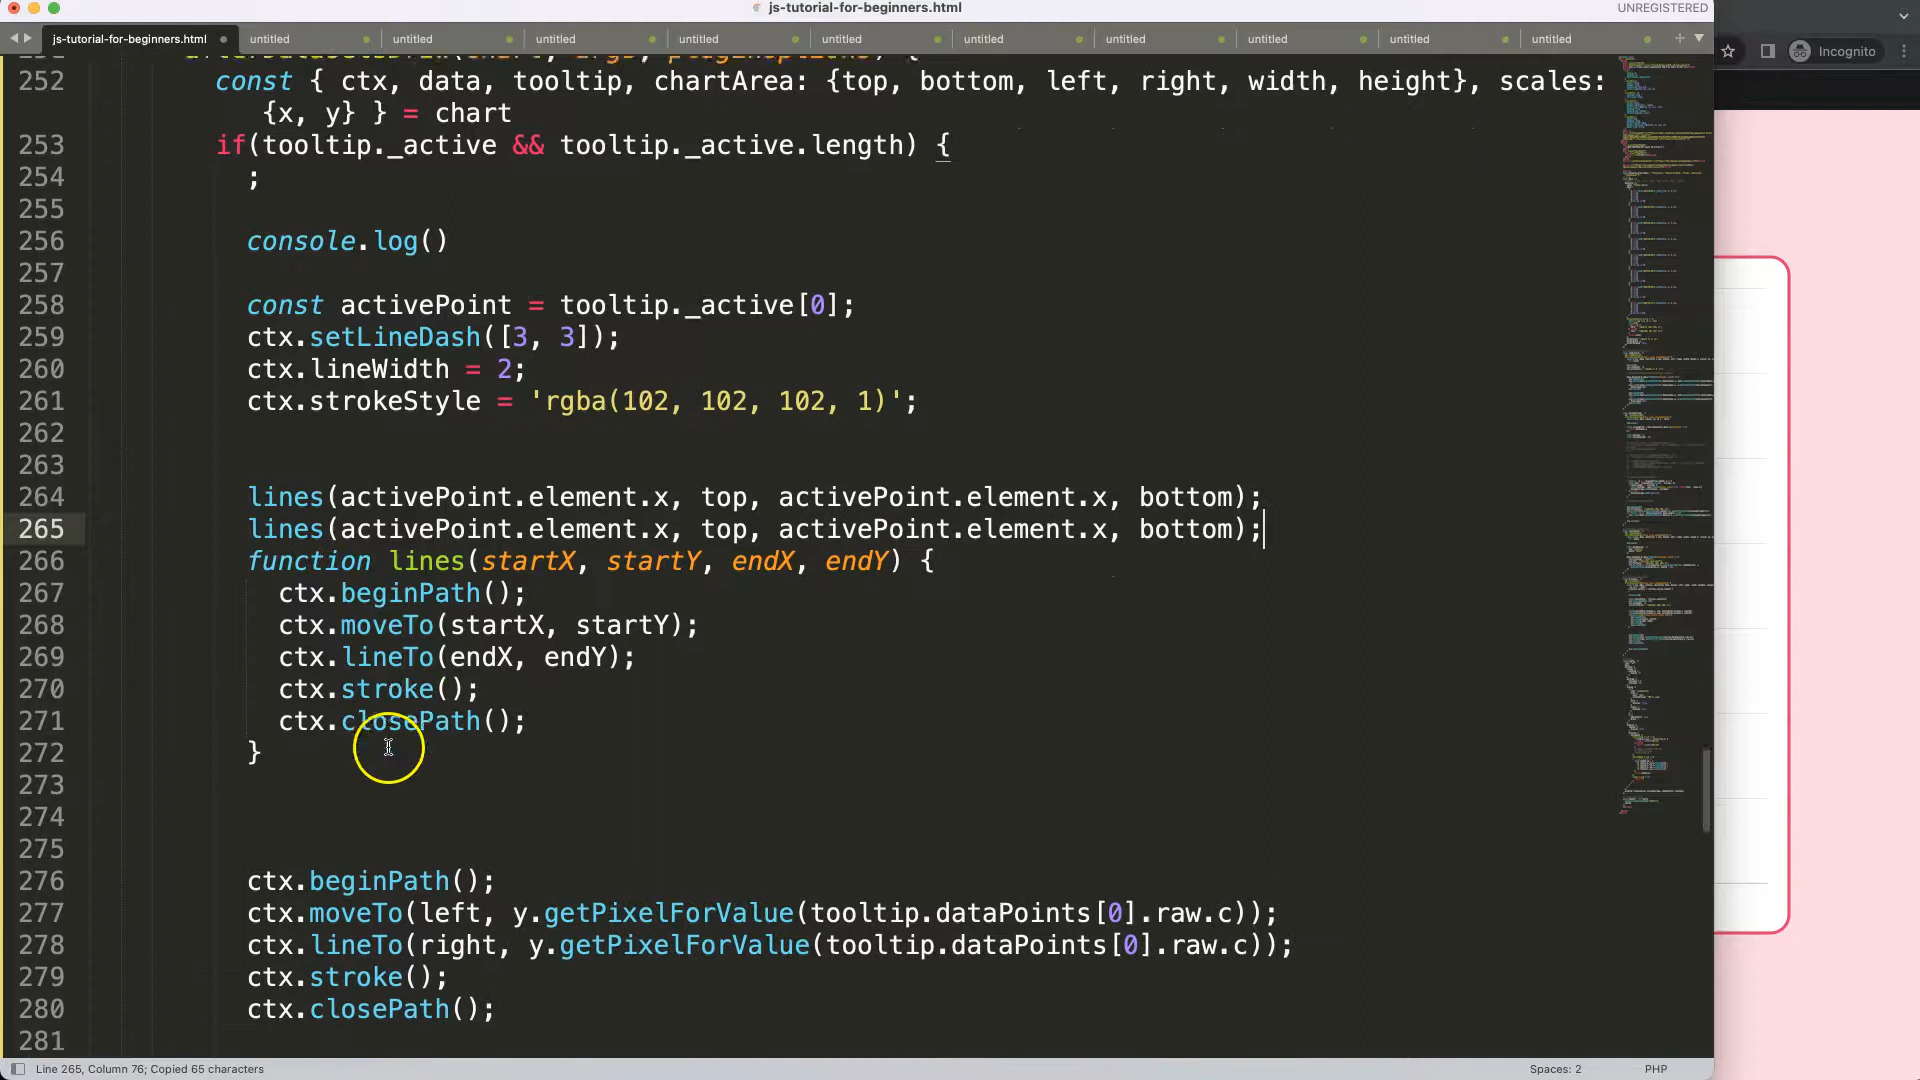 js-tutorial-for-beginners.html
UNREGISTERED
js-tutorial-for-beginners.html untitled untitled untitled untitled untitled untitled untitled untitled untitled untitled
Incognito
252 const { ctx, data, tooltip, chartArea: {top, bottom, left, right, width, height}, scales:
{x, y} } = chart
253 if(tooltip._active && tooltip._active.length) {
254 ;
255
256 console.log()
257
258 const activePoint = tooltip._active[0];
259 ctx.setLineDash([3, 3]);
260 ctx.lineWidth = 2;
261 ctx.strokeStyle = 'rgba(102, 102, 102, 1)';
262
263
264 lines(activePoint.element.x, top, activePoint.element.x, bottom);
265 lines(activePoint.element.x, top, activePoint.element.x, bottom);
266 function lines(startX, startY, endX, endY) {
267 ctx.beginPath();
268 ctx.moveTo(startX, startY);
269 ctx.lineTo(endX, endY);
270 ctx.stroke();
271 ctx.closePath();
272 }
273
274
275
276 ctx.beginPath();
277 ctx.moveTo(left, y.getPixelForValue(tooltip.dataPoints[0].raw.c));
278 ctx.lineTo(right, y.getPixelForValue(tooltip.dataPoints[0].raw.c));
279 ctx.stroke();
280 ctx.closePath();
281
Line 265, Column 76; Copied 65 characters
Spaces: 2
PHP